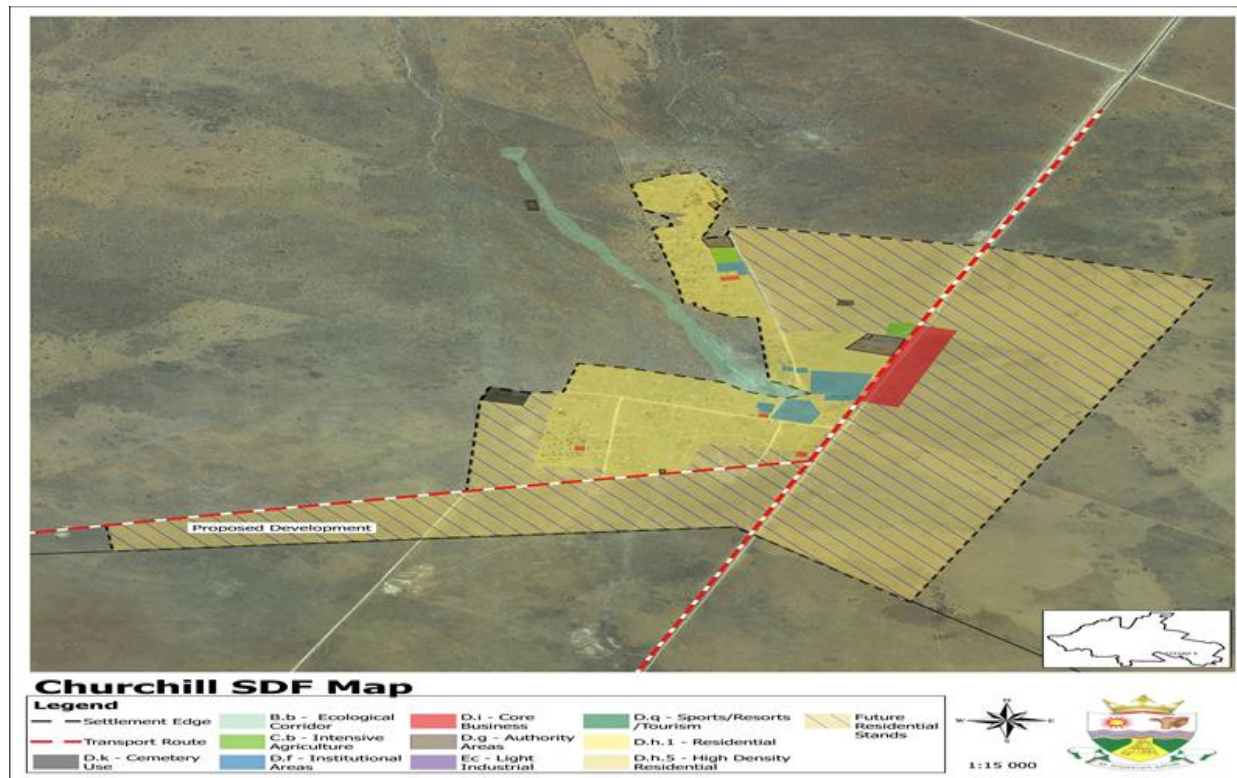 Proposed Development
Churchill SDF Map
Legend
Settlement Edge
Transport Route
D.k - Cemetery
Use
B.b - Ecological
Corridor
C.b - Intensive
Agriculture
D.f - Institutional
Areas
D.i - Core
Business
D.g - Authority
Areas
Ec - Light
Industrial
D.q - Sports/Resorts
/Tourism
D.h.1 - Residential
D.h.5 - High Density
Residential
Future
Residential
Stands
N
W
E
S
1:15 000